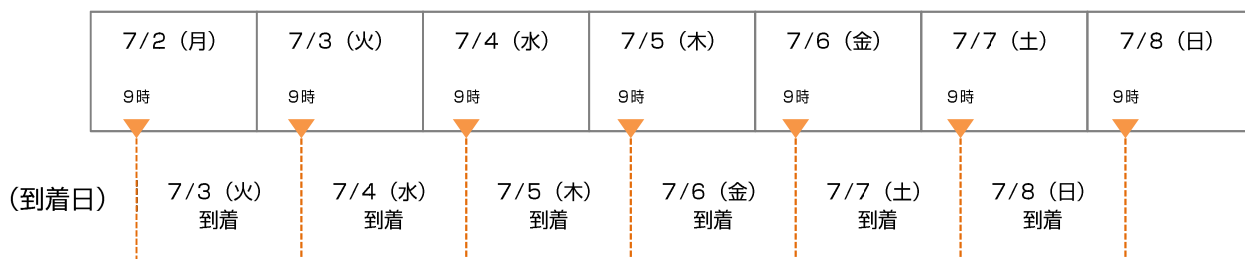 7/2（月） 7/3（火） 7/4（水） 7/5（木） 7/6（金） 7/7（土） 7/8（日）
9時 9時 9時 9時 9時 9時 9時
（到着日） 7/3（火） 7/4（水） 7/5（木） 7/6（金） 7/7（土） 7/8（日）
到着 到着 到着 到着 到着 到着